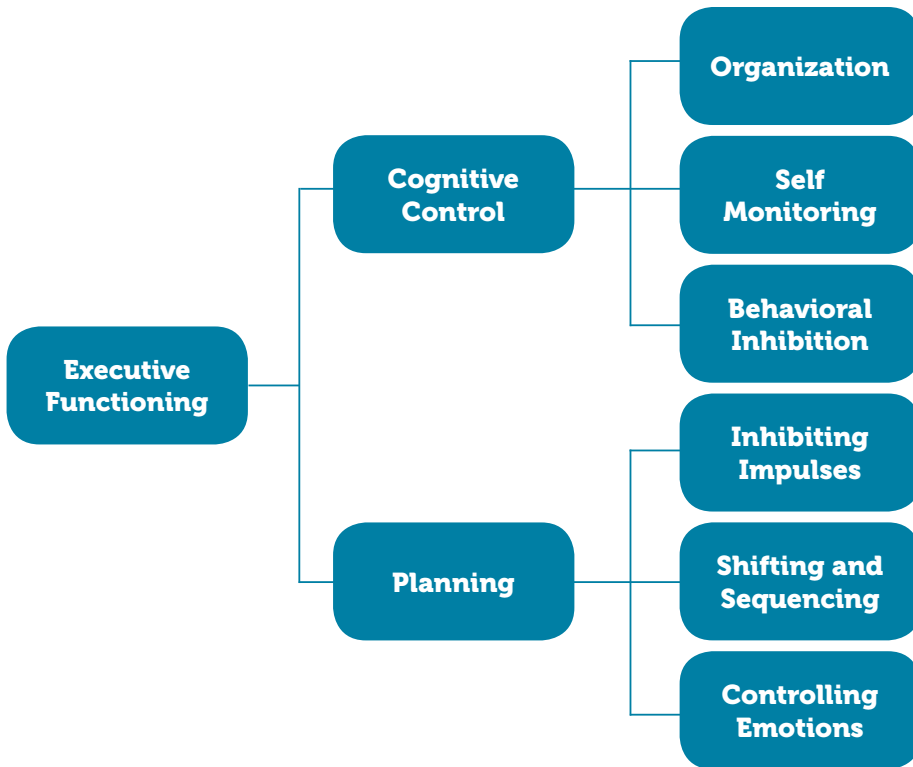 Organization
Cognitive
Control
Self
Monitoring
Behavioral
Inhibition
Executive
Functioning
Inhibiting
Impulses
Planning
Shifting and
Sequencing
Controlling
Emotions